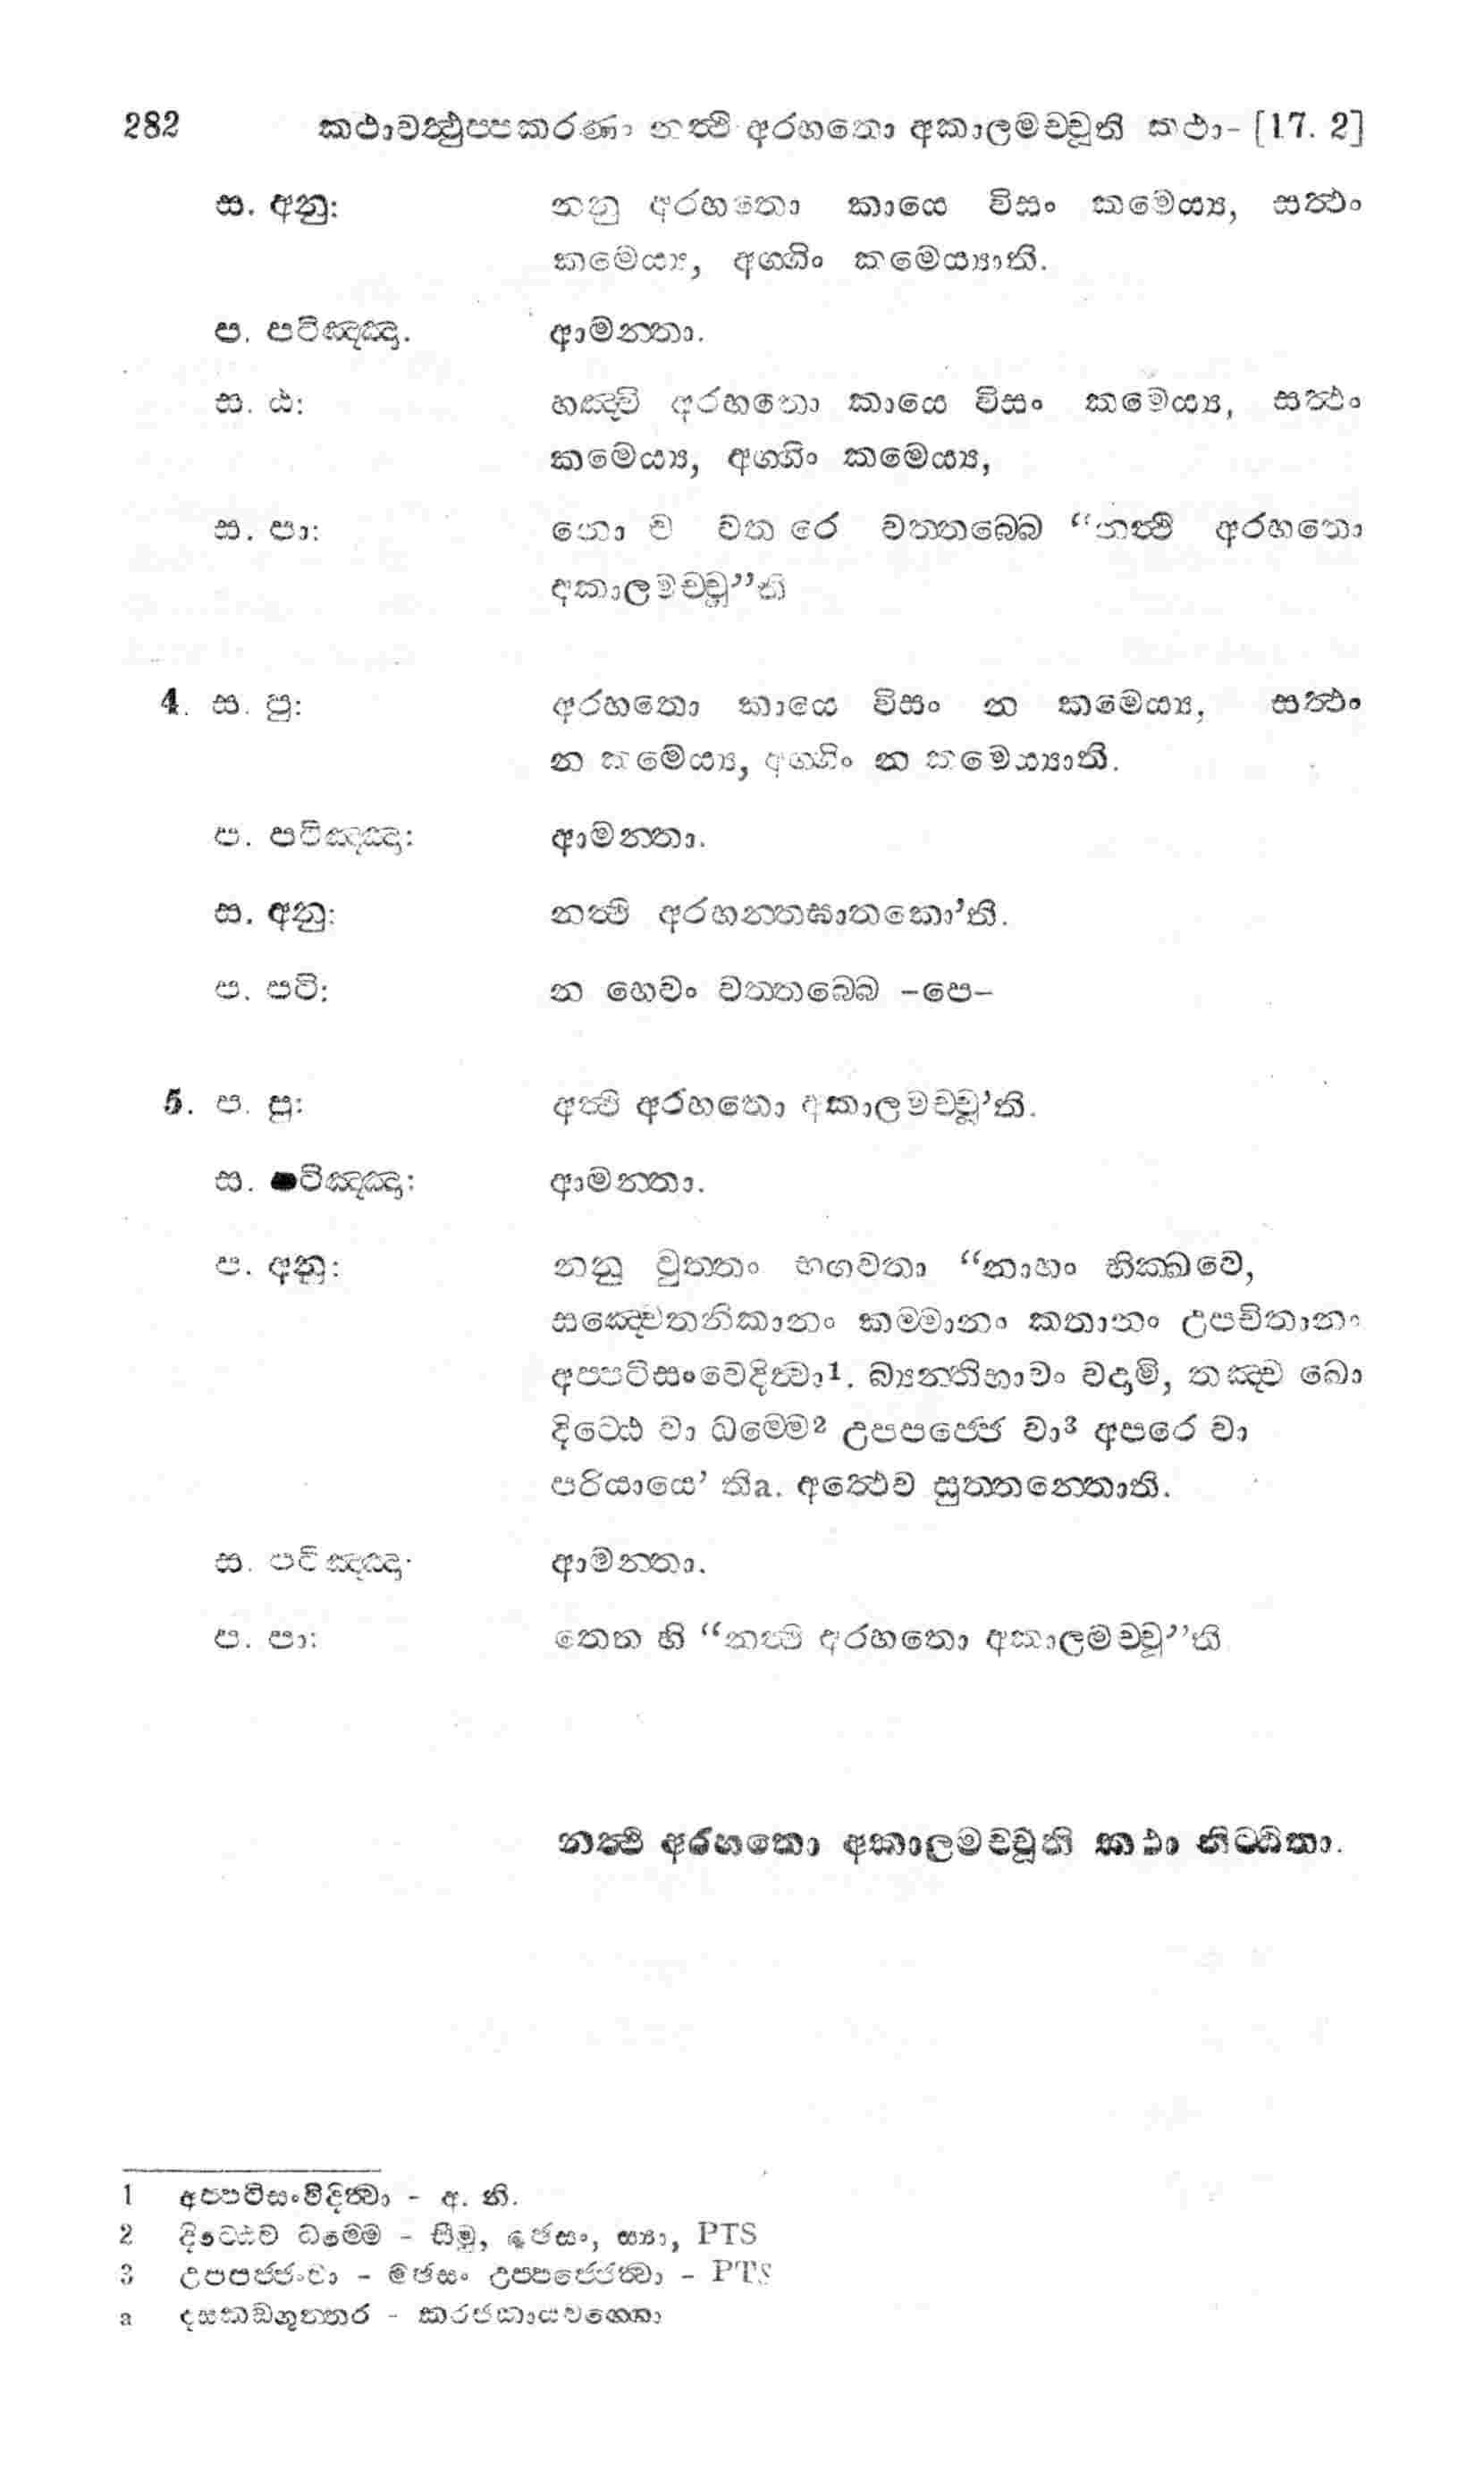 282 කථාවත්ථුප්පකරණං නත්ථි අරහතො අකාලමච්චූති කථා- [17. 2]
ස. අනු: නනු අරහතො කායෙ විසං කමෙය්‍ය, සත්ථං
කමෙය්‍ය, අග්ගිං කමෙය්‍යාති.
ප. පටිඤ්ඤා. ආමන්තා.
ස. ඨ: හඤ්චි අරහතො කායෙ විසං කමෙය්‍ය, සත්ථං
කමෙය්‍ය, අග්ගිං කමෙය්‍ය,
ස. පා: නො ච වත රෙ වත්තබ්බෙ “නත්ථි අරහතො
අකාලමච්චූ”ති
4. ස. පු: අරහතො කායෙ විසං න කමෙය්‍ය, සත්ථං
න කමෙය්‍ය, අග්ගිං න කමෙය්‍යාති.
ප. පටිඤ්ඤා: ආමන්තා.
ස. අනු: නත්ථි අරහන්තඝාතකො’ති.
ප. පටි: න හෙවං වත්තබ්බෙ –පෙ–
5. ප. පු: අත්ථි අරහතො අකාලමච්චූ’ති.
ස. පටිඤ්ඤා: ආමන්තා.
ප. අනු: නනු වුත්තං භගවතා “නාහං භික්ඛවෙ,
සඤ්චෙතනිකානං කම්මානං කතානං උපචිතානං
අප්පටිසංවෙදිත්වා1. බ්‍යන්තිභාවං වදාමි, තඤ්ච ඛො
දිට්ඨෙ වා ධම්මෙ2 උපපජ්ජෙ වා3 අපරෙ වා
පරියායෙ’ තිa. අත්ථෙව සුත්තන්තොති.
ස. පටිඤ්ඤා: ආමන්තා.
ප. පා: තෙන හි “නත්ථි අරහතො අකාලමච්චූ”ති
නත්ථි අරහතො අකාලමච්චූති කථා නිට්ඨිතා.
1 අප්පටිසංවිදිත්වා - අ. නි.
2 දිට්ඨෙව ධම්මෙ - සීමු, මඡසං, ස්‍යා, PTS
3 උපපජ්ජංවා - මඡසං උප්පජ්ජෙත්වා - PTS
a දසකඞ්ගුත්තර - කරජකායවග්ගො